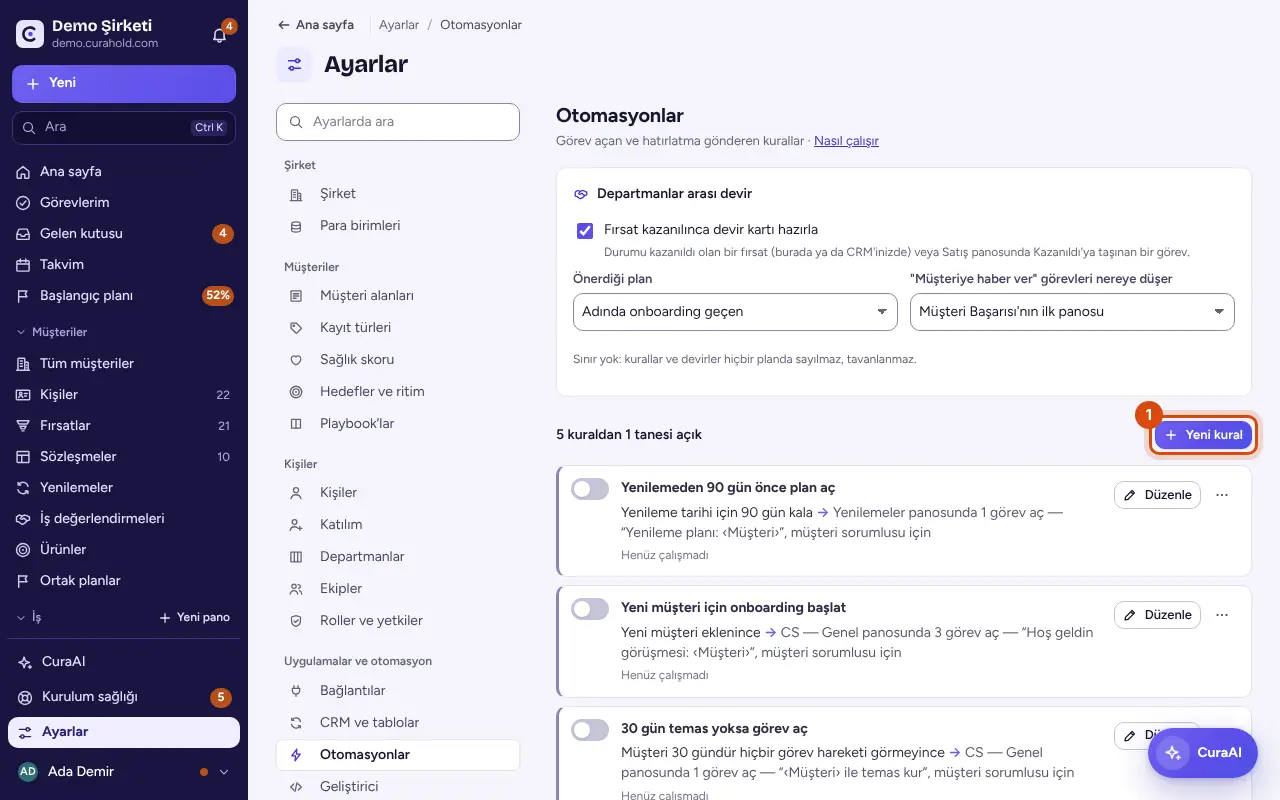 Demo Şirketi
demo.curahold.com
4
Yeni
Ara
Ctrl K
Ana sayfa
Görevlerim
Gelen kutusu
4
Takvim
Başlangıç planı
52%
Müşteriler
Tüm müşteriler
Kişiler
22
Fırsatlar
21
Sözleşmeler
10
Yenilemeler
İş değerlendirmeleri
Ürünler
Ortak planlar
İş
Yeni pano
CuraAI
Kurulum sağlığı
5
Ayarlar
AD
Ada Demir
Ana sayfa
Ayarlar / Otomasyonlar
Ayarlar
Ayarlarda ara
Şirket
Şirket
Para birimleri
Müşteriler
Müşteri alanları
Kayıt türleri
Sağlık skoru
Hedefler ve ritim
Playbook'lar
Kişiler
Kişiler
Katılım
Departmanlar
Ekipler
Roller ve yetkiler
Uygulamalar ve otomasyon
Bağlantılar
CRM ve tablolar
Otomasyonlar
Geliştirici
Otomasyonlar
Görev açan ve hatırlatma gönderen kurallar · Nasıl çalışır
Departmanlar arası devir
Fırsat kazanılınca devir kartı hazırla
Durumu kazanıldı olan bir fırsat (burada ya da CRM'inizde) veya Satış panosunda Kazanıldı'ya taşınan bir görev.
Önerdiği plan
"Müşteriye haber ver" görevleri nereye düşer
Adında onboarding geçen
Müşteri Başarısı'nın ilk panosu
Sınır yok: kurallar ve devirler hiçbir planda sayılmaz, tavanlanmaz.
5 kuraldan 1 tanesi açık
1
Yeni kural
Yenilemeden 90 gün önce plan aç
Yenileme tarihi için 90 gün kala → Yenilemeler panosunda 1 görev aç —
“Yenileme planı: ‹Müşteri›”, müşteri sorumlusu için
Henüz çalışmadı
Düzenle
Yeni müşteri için onboarding başlat
Yeni müşteri eklenince → CS — Genel panosunda 3 görev aç — “Hoş geldin
görüşmesi: ‹Müşteri›”, müşteri sorumlusu için
Henüz çalışmadı
Düzenle
30 gün temas yoksa görev aç
Müşteri 30 gündür hiçbir görev hareketi görmeyince → CS — Genel
panosunda 1 görev aç — “‹Müşteri› ile temas kur”, müşteri sorumlusu için
Henüz çalışmadı
CuraAI